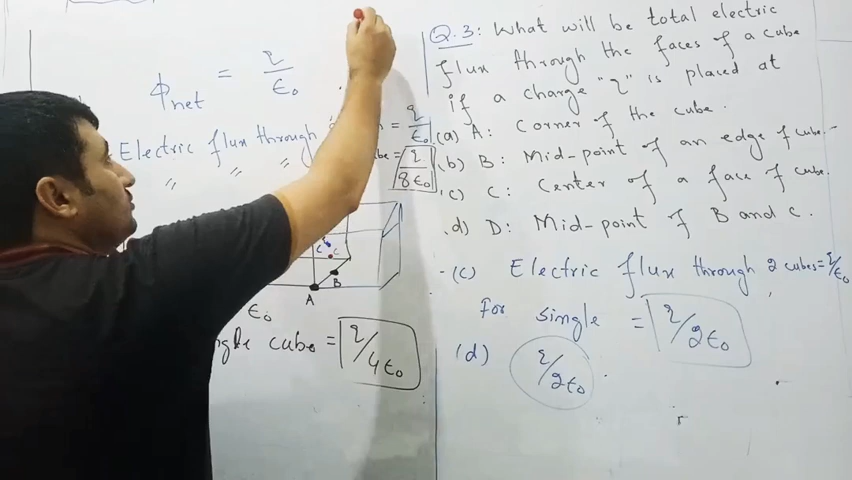 ϕnet = q/ε₀
Electric flux through = q/ε₀
" " " be = q/8ε₀
C C
B
A
ε₀
gle cube = q/4ε₀
Q.3: What will be total electric
flux through the faces of a cube
if a charge "q" is placed at
(a) A: Corner of the cube.
(b) B: Mid-point of an edge of cube.
(c) C: Center of a face of cube.
(d) D: Mid-point of B and C.
(c) Electric flux through 2 cubes = q/ε₀
For single = q/2ε₀
(d) q/2ε₀